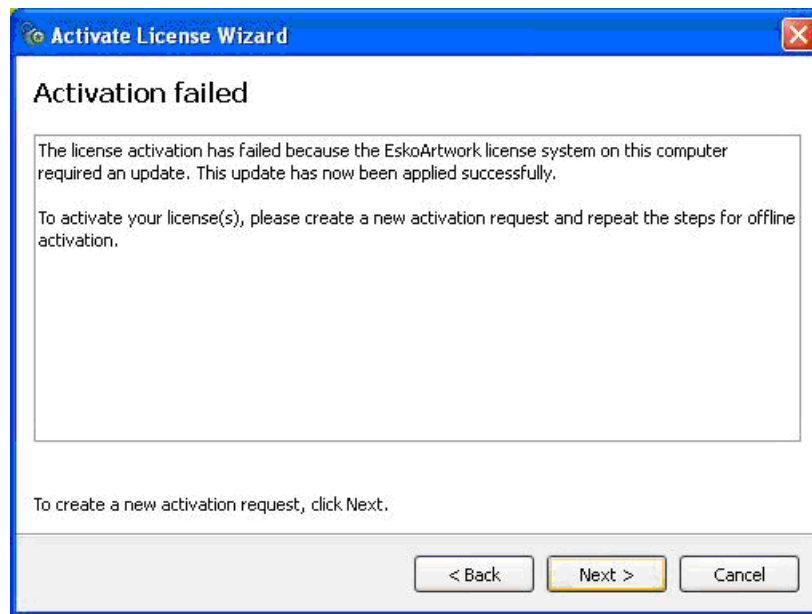 Activate License Wizard
Activation failed
The license activation has failed because the EskoArtwork license system on this computer
required an update. This update has now been applied successfully.
To activate your license(s), please create a new activation request and repeat the steps for offline
activation.
To create a new activation request, click Next.
< Back
Next >
Cancel